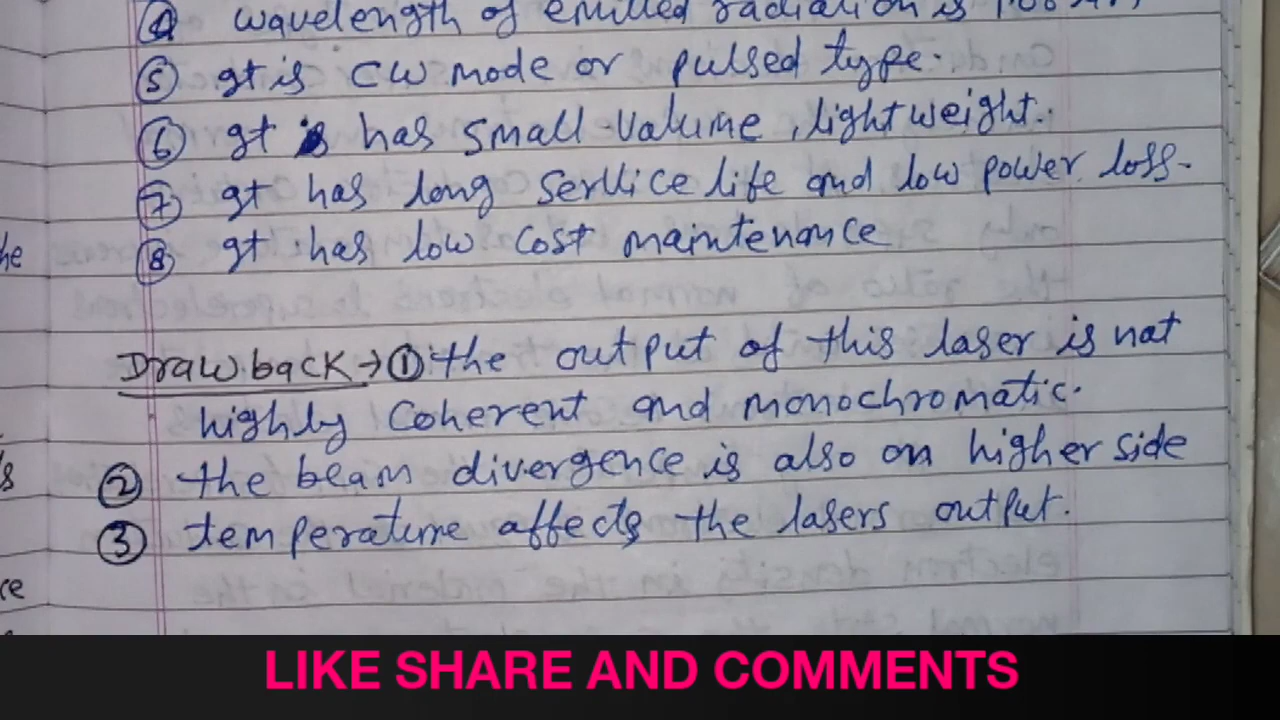 ④ wavelength of emitted radiation is
⑤ It is CW mode or pulsed type.
⑥ It has small volume, light weight.
he ⑦ It has long service life and low power loss.
⑧ It has low cost maintenance
Drawback → ① the output of this laser is not
highly coherent and monochromatic.
② the beam divergence is also on higher side
③ temperature affects the lasers output.
LIKE SHARE AND COMMENTS